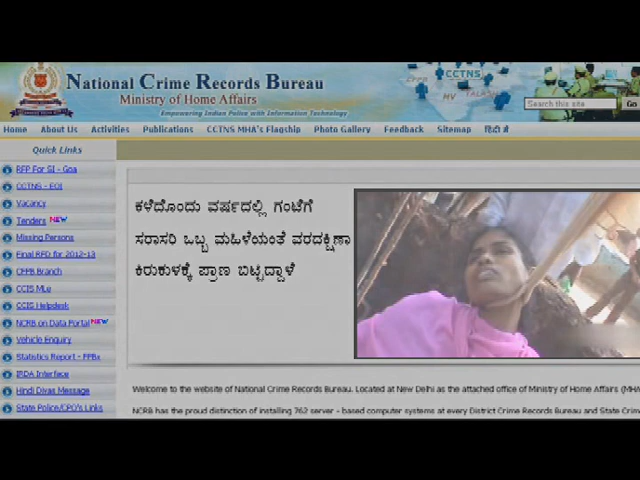 National Crime Records Bureau
Ministry of Home Affairs
Empowering Indian Police with Information Technology
CCTNS
Search this site
Go
Home About Us Activities Publications CCTNS MHA's Flagship Photo Gallery Feedback Sitemap हिंदी में
Quick Links
RFP For SI - Goa
CCTNS - EOI
Vacancy
Tenders NEW
Missing Persons
Final RFD for 2012-13
CFPB Branch
CCIS MLe
CCIS Helpdesk
NCRB on Data Portal NEW
Vehicle Enquiry
Statistics Report - FPBx
IRDA Interface
Hindi Divas Message
State Police/CPO's Links
ಕಳೆದೊಂದು ವರ್ಷದಲ್ಲಿ ಗಂಟೆಗೆ
ಸರಾಸರಿ ಒಬ್ಬ ಮಹಿಳೆಯಂತೆ ವರದಕ್ಷಿಣಾ
ಕಿರುಕುಳಕ್ಕೆ ಪ್ರಾಣ ಬಿಟ್ಟಿದ್ದಾಳೆ
Welcome to the website of National Crime Records Bureau. Located at New Delhi as the attached office of Ministry of Home Affairs (MHA
NCRB has the proud distinction of installing 762 server - based computer systems at every District Crime Records Bureau and State Crim